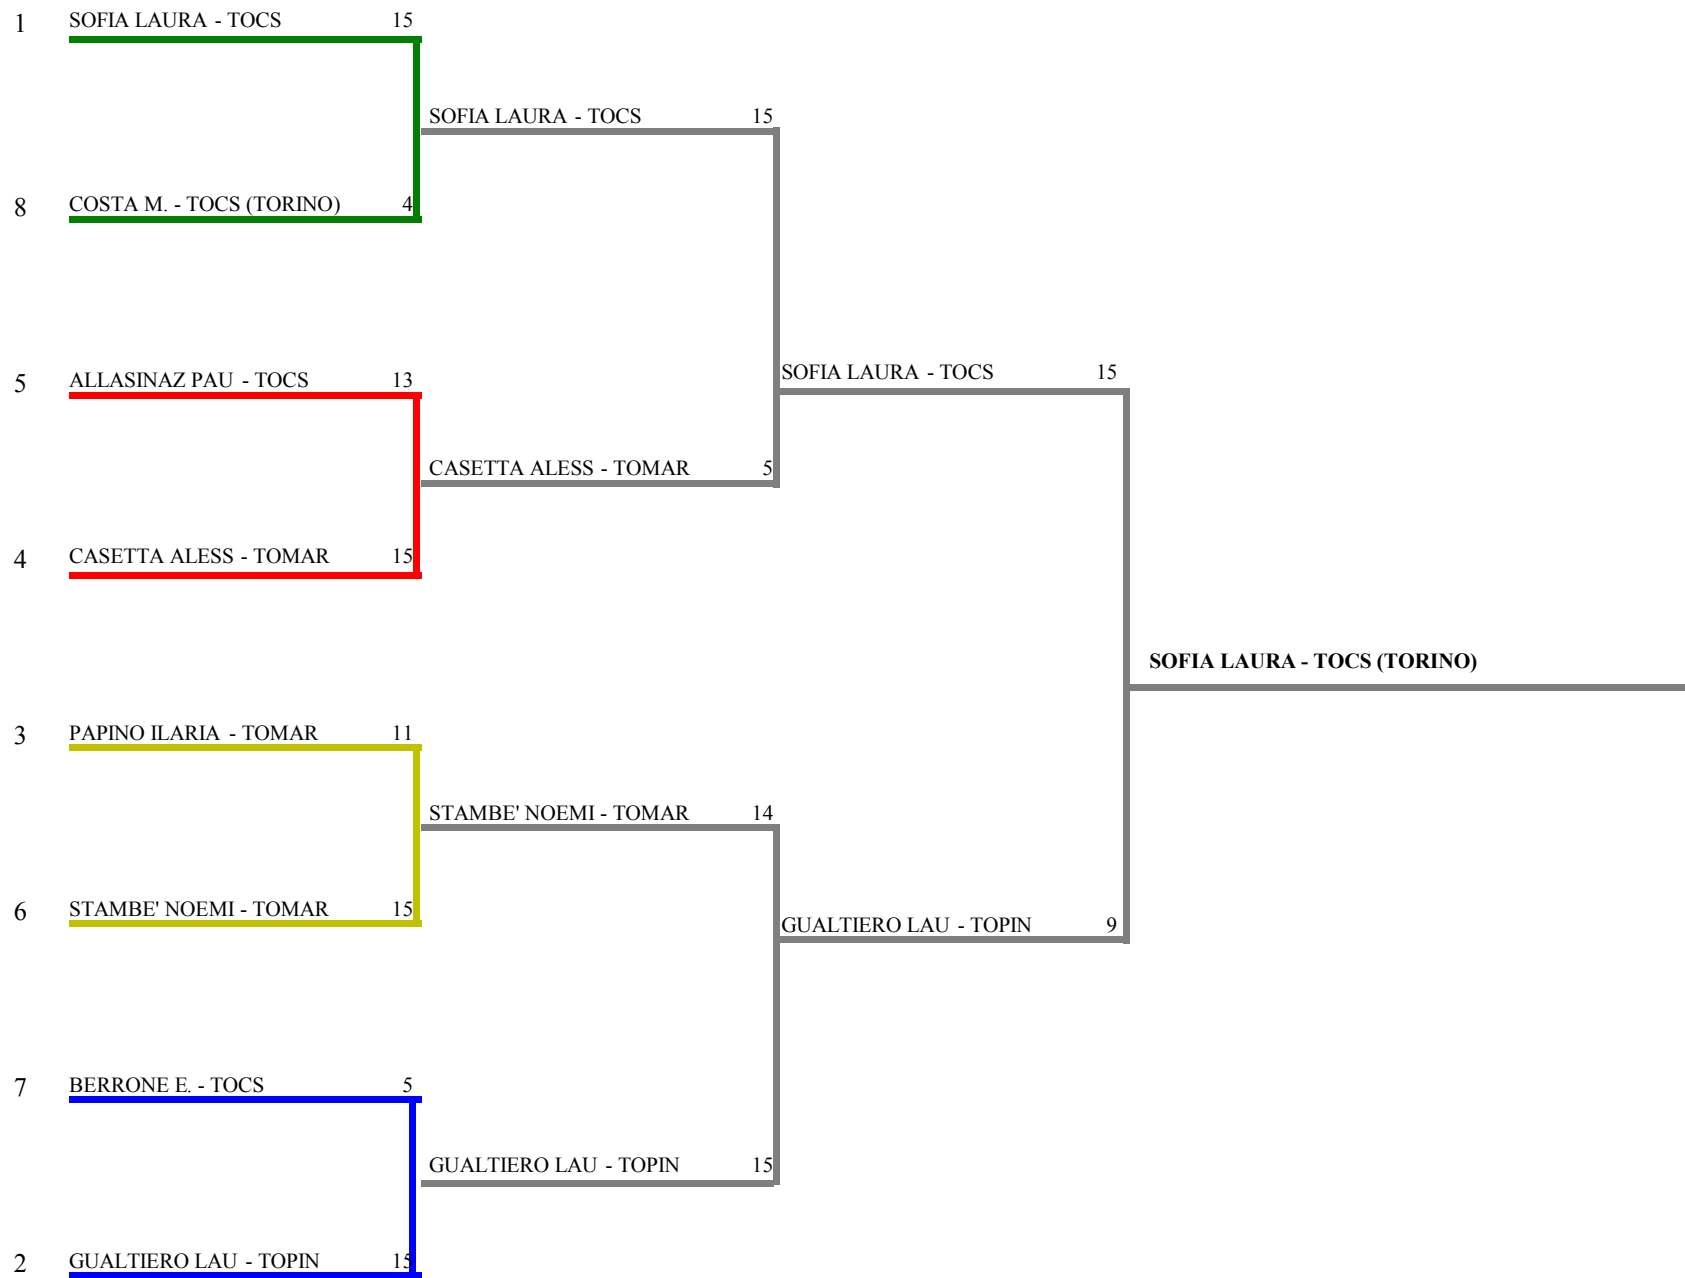 1 SOFIA LAURA - TOCS 15
SOFIA LAURA - TOCS 15
8 COSTA M. - TOCS (TORINO) 4
5 ALLASINAZ PAU - TOCS 13
SOFIA LAURA - TOCS 15
CASETTA ALESS - TOMAR 5
4 CASETTA ALESS - TOMAR 15
SOFIA LAURA - TOCS (TORINO)
3 PAPINO ILARIA - TOMAR 11
STAMBE' NOEMI - TOMAR 14
6 STAMBE' NOEMI - TOMAR 15
GUALTIERO LAU - TOPIN 9
7 BERRONE E. - TOCS 5
GUALTIERO LAU - TOPIN 15
2 GUALTIERO LAU - TOPIN 15